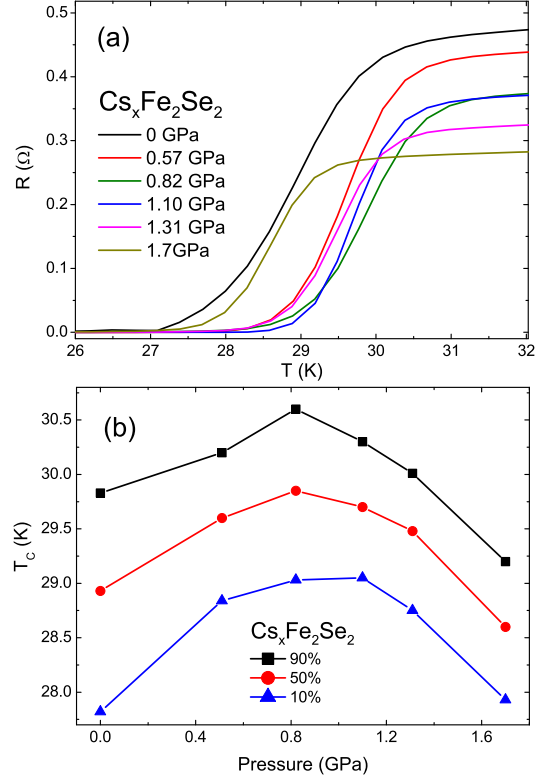 (a)
CsₓFe₂Se₂
0 GPa
0.57 GPa
0.82 GPa
1.10 GPa
1.31 GPa
1.7GPa
R (Ω)
0.5
0.4
0.3
0.2
0.1
0.0
26 27 28 29 30 31 32
T (K)
(b)
T_C (K)
30.5
30.0
29.5
29.0
28.5
28.0
CsₓFe₂Se₂
90%
50%
10%
0.0 0.4 0.8 1.2 1.6
Pressure (GPa)